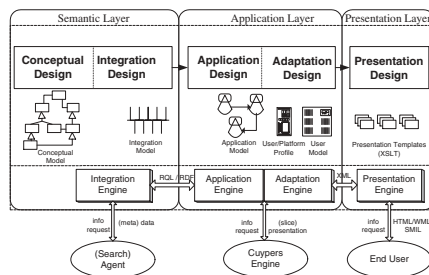 Semantic Layer
Application Layer
Presentation Layer
Conceptual Design
Integration Design
Application Design
Adaptation Design
Presentation Design
Conceptual Model
Integration Model
Application Model
User/Platform Profile
User Model
Presentation Templates (XSLT)
Integration Engine
RQL / RDF
Application Engine
Adaptation Engine
XML
Presentation Engine
info request
(meta) data
info request
(slice) presentation
info request
HTML/WML SMIL
(Search) Agent
Cuypers Engine
End User